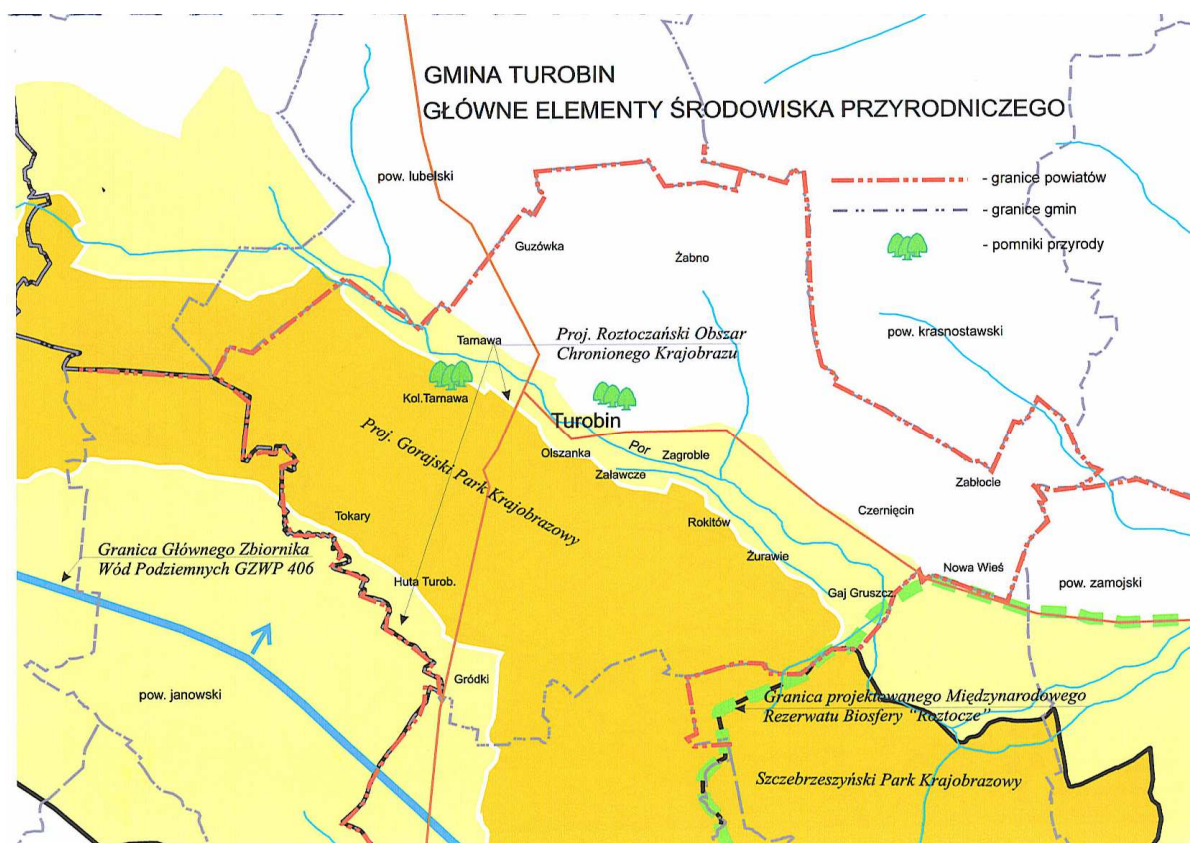 GMINA TUROBIN
GŁÓWNE ELEMENTY ŚRODOWISKA PRZYRODNICZEGO
pow. lubelski
- granice powiatów
- granice gmin
- pomniki przyrody
Guzówka
Żabno
pow. krasnostawski
Tarnawa
Proj. Roztoczański Obszar
Chronionego Krajobrazu
Kol.Tarnawa
Turobin
Proj. Gorajski Park Krajobrazowy
Olszanka
Por
Zagroble
Załawcze
Zabłocie
Czernięcin
Tokary
Rokitów
Żurawie
Granica Głównego Zbiornika
Wód Podziemnych GZWP 406
Nowa Wieś
pow. zamojski
Huta Turob.
Gaj Gruszcz.
Gródki
pow. janowski
Granica projektowanego Międzynarodowego
Rezerwatu Biosfery "Roztocze"
Szczebrzeszyński Park Krajobrazowy